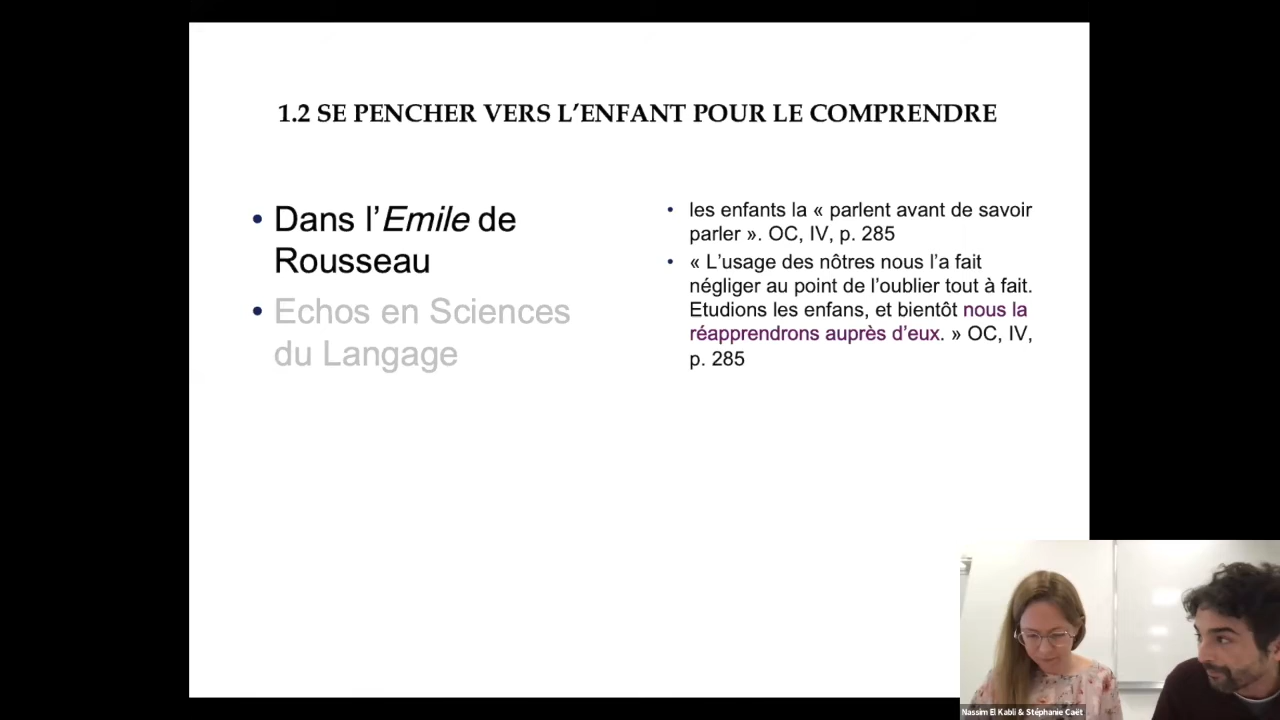 1.2 SE PENCHER VERS L’ENFANT POUR LE COMPRENDRE
• Dans l’Emile de
Rousseau
• Echos en Sciences
du Langage
• les enfants la « parlent avant de savoir
parler ». OC, IV, p. 285
• « L’usage des nôtres nous l’a fait
négliger au point de l’oublier tout à fait.
Etudions les enfans, et bientôt nous la
réapprendrons auprès d’eux. » OC, IV,
p. 285
Nassim El Kabli & Stéphanie Caët